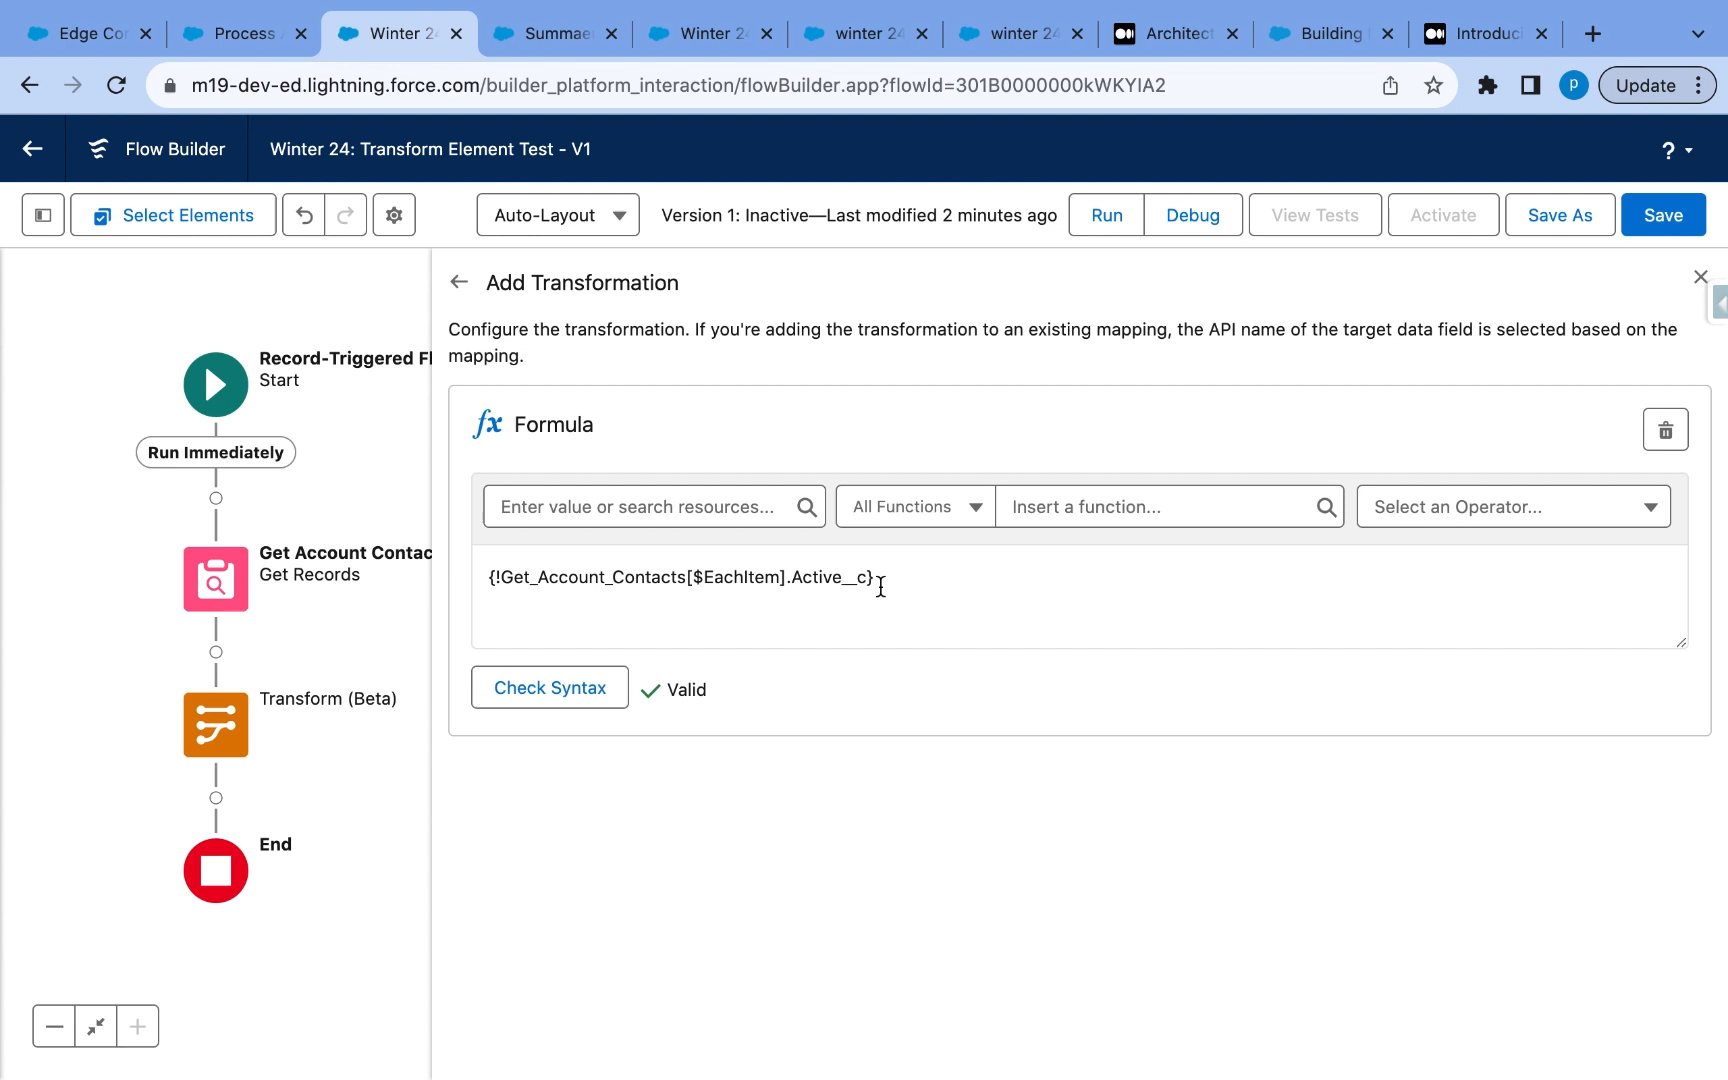 Edge Co
Process
Winter 24
Summae
Winter 2
winter 24
winter 24
Architect
Building
Introduc
m19-dev-ed.lightning.force.com/builder_platform_interaction/flowBuilder.app?flowId=301B0000000kWKYIA2
p
Update
Flow Builder
Winter 24: Transform Element Test - V1
?
Select Elements
Auto-Layout
Version 1: Inactive—Last modified 2 minutes ago
Run
Debug
View Tests
Activate
Save As
Save
Record-Triggered Fl
Start
Run Immediately
Get Account Contac
Get Records
Transform (Beta)
End
Add Transformation
Configure the transformation. If you're adding the transformation to an existing mapping, the API name of the target data field is selected based on the
mapping.
fx Formula
Enter value or search resources...
All Functions
Insert a function...
Select an Operator...
{!Get_Account_Contacts[$EachItem].Active__c}
Check Syntax
Valid